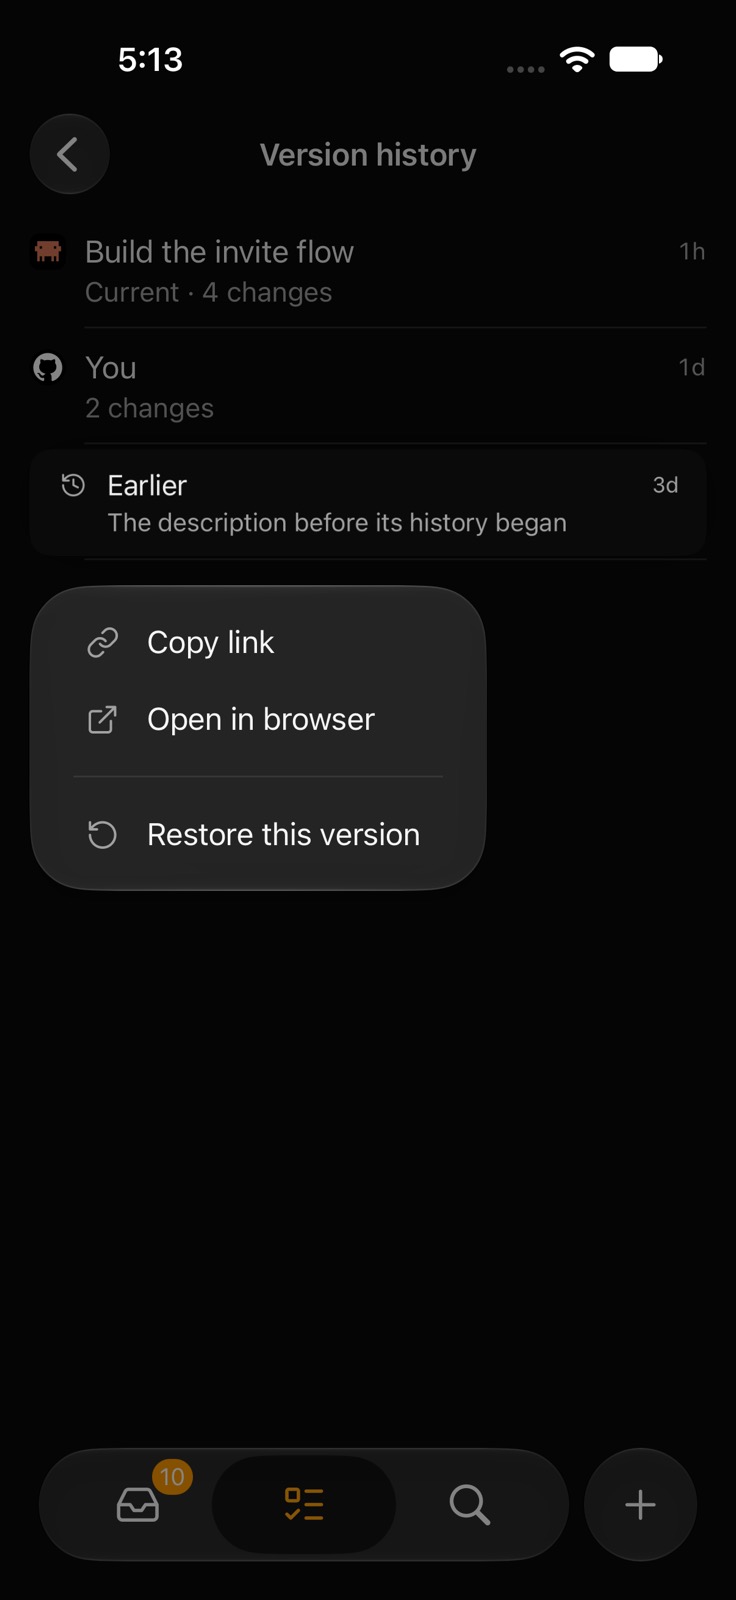 5:13
Version history
Build the invite flow 1h
Current · 4 changes
You 1d
2 changes
Earlier 3d
The description before its history began
Copy link
Open in browser
Restore this version
10